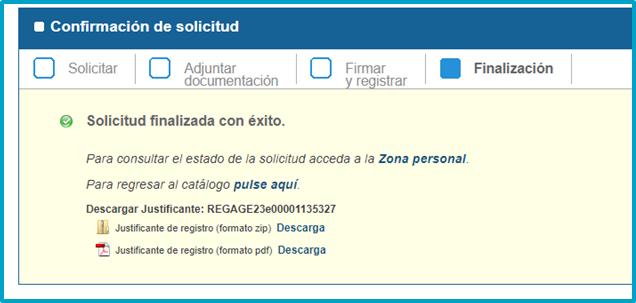 Confirmación de solicitud
Solicitar
Adjuntar
documentación
Firmar
y registrar
Finalización
Solicitud finalizada con éxito.
Para consultar el estado de la solicitud acceda a la Zona personal.
Para regresar al catálogo pulse aquí.
Descargar Justificante: REGAGE23e00001135327
Justificante de registro (formato zip) Descarga
Justificante de registro (formato pdf) Descarga